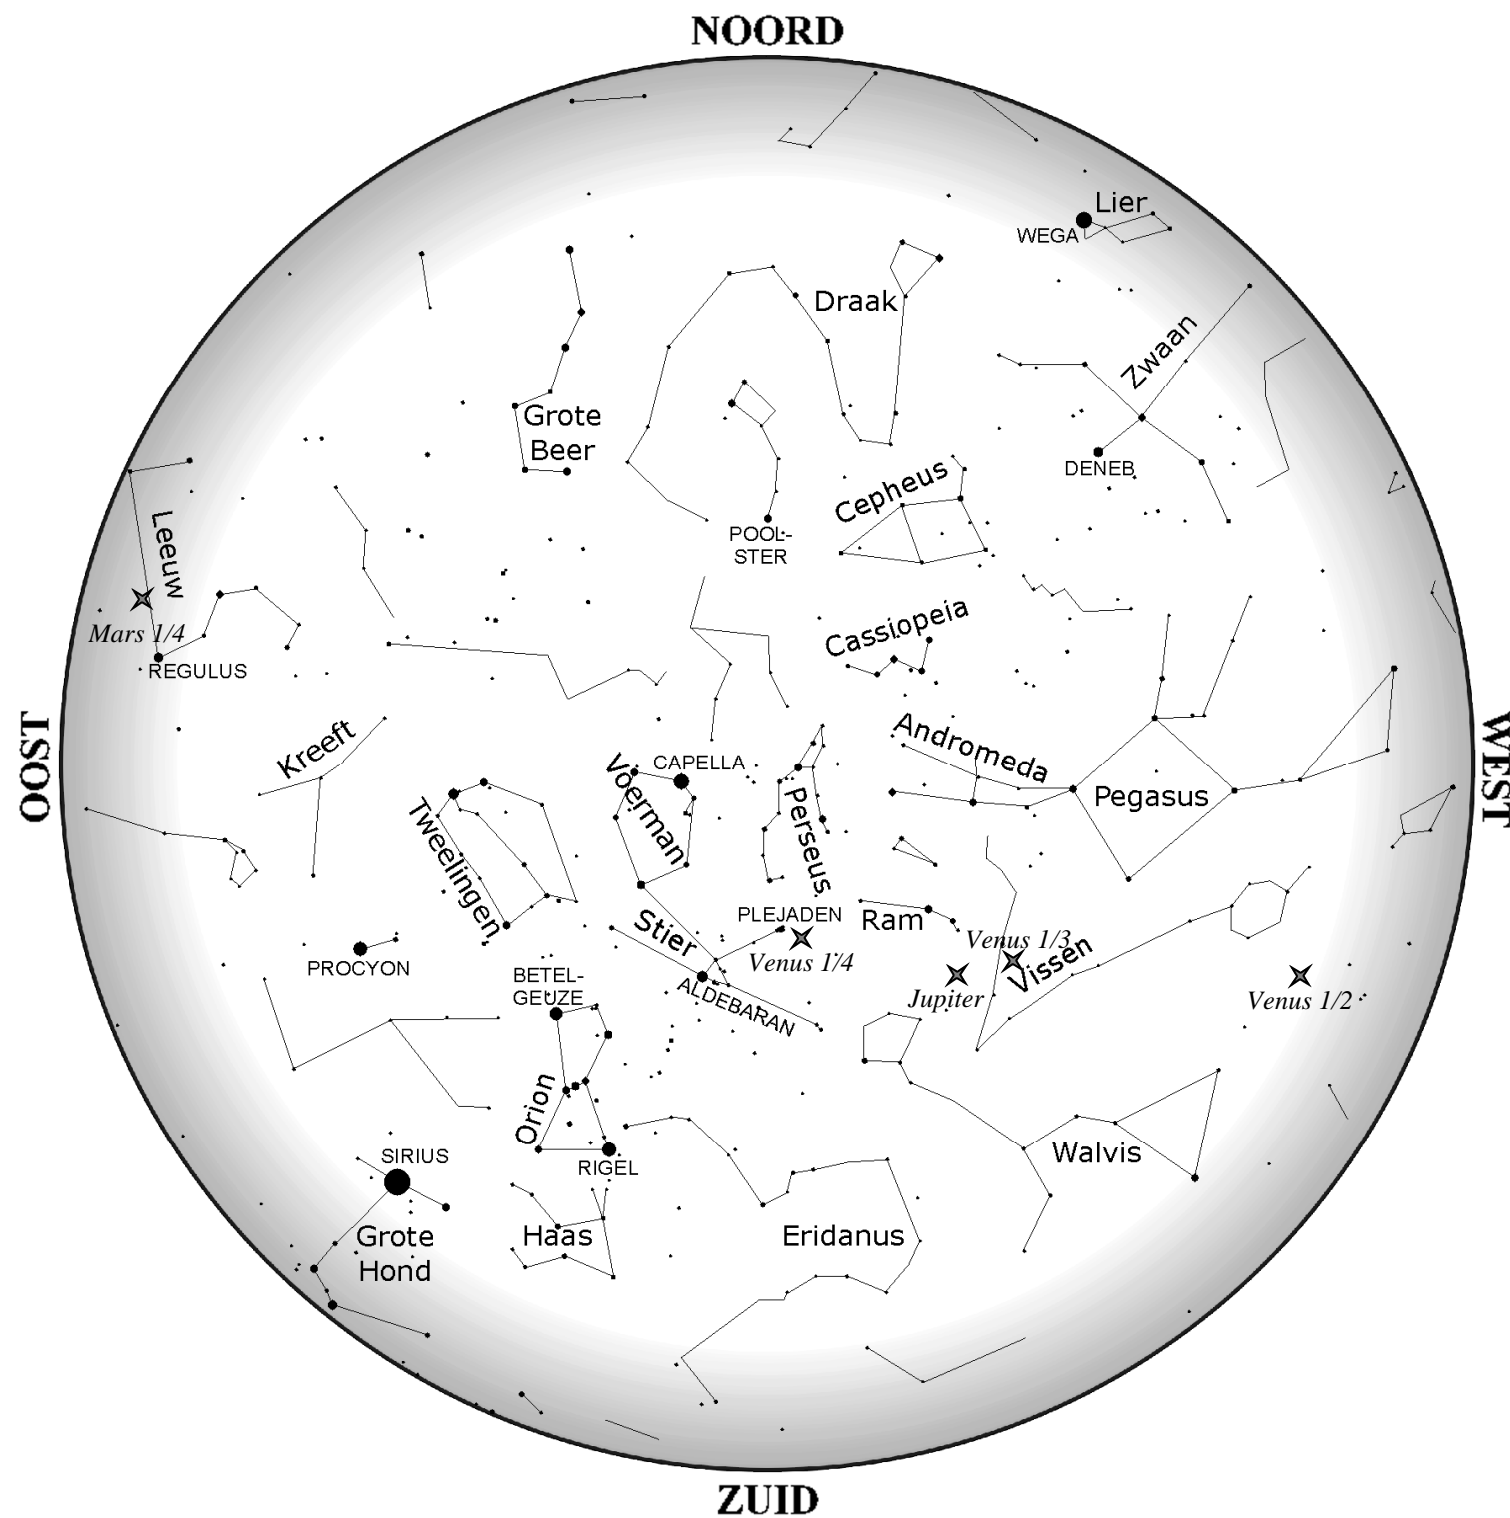 NOORD
Lier
WEGA
Draak
Zwaan
Grote
Beer
DENEB
Cepheus
POOL-
STER
Leeuw
Mars 1/4
REGULUS
Cassiopeia
OOST
WEST
Kreeft
Andromeda
Voerman
CAPELLA
Pegasus
Tweelingen
Perseus
PLEJADEN
Ram
Stier
Venus 1/4
Venus 1/3
Vissen
PROCYON
BETEL-
GEUZE
ALDEBARAN
Jupiter
Venus 1/2
Orion
Walvis
SIRIUS
RIGEL
Grote
Hond
Haas
Eridanus
ZUID